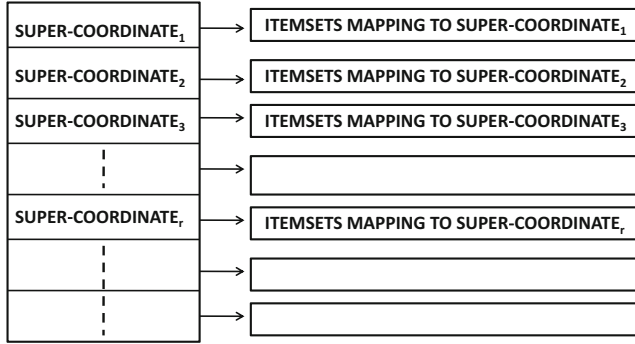 SUPER-COORDINATE₁
ITEMSETS MAPPING TO SUPER-COORDINATE₁
SUPER-COORDINATE₂
ITEMSETS MAPPING TO SUPER-COORDINATE₂
SUPER-COORDINATE₃
ITEMSETS MAPPING TO SUPER-COORDINATE₃
SUPER-COORDINATEᵣ
ITEMSETS MAPPING TO SUPER-COORDINATEᵣ